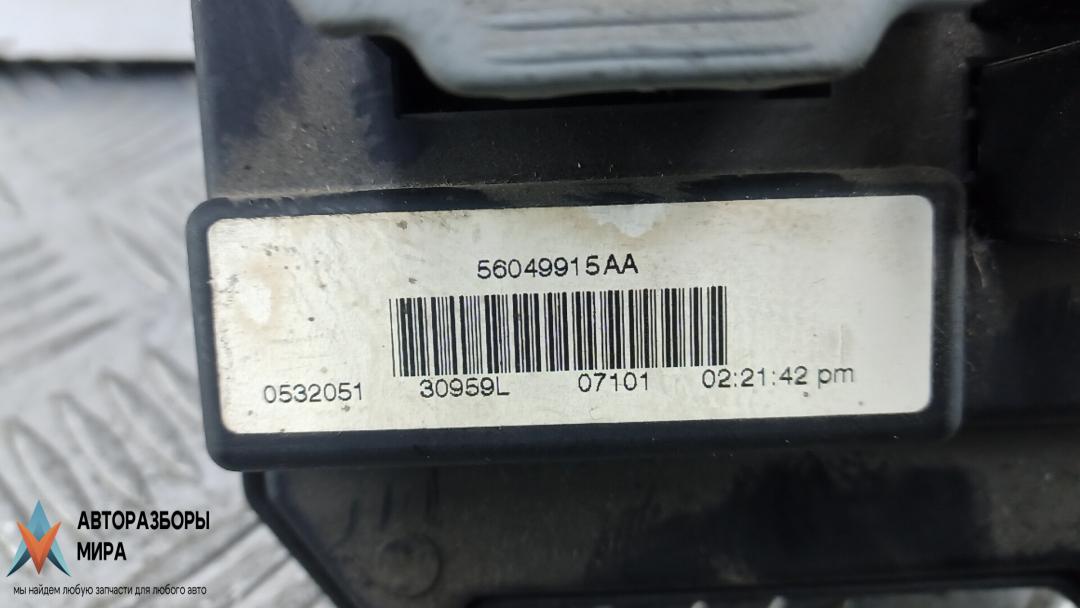 56049915AA
0532051 30959L 07101 02:21:42 pm
АВТОРАЗБОРЫ
МИРА
мы найдем любую запчасти для любого авто